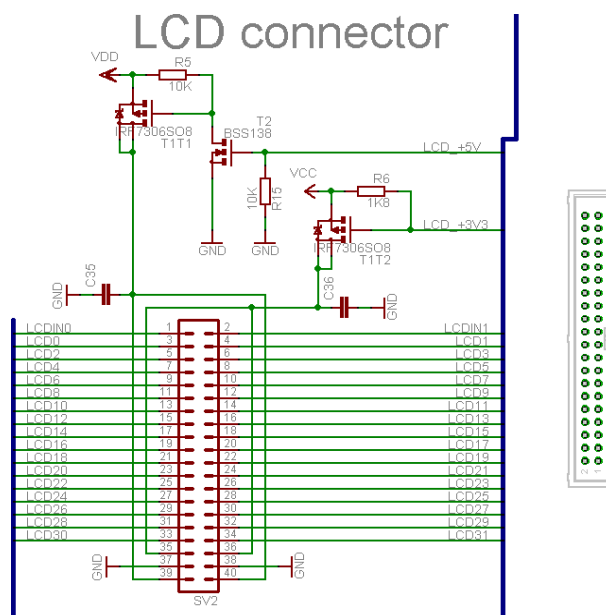 LCD connector
VDD
R5
10K
IRF7306SO8
T1T1
T2
BSS138
LCD_+5V
10K
R15
VCC
R6
1K8
LCD_+3V3
IRF7306SO8
T1T2
GND
GND
C35
GND
C36
GND
LCDIN0 1 2 LCDIN1
LCD0 3 4 LCD1
LCD2 5 6 LCD3
LCD4 7 8 LCD5
LCD6 9 10 LCD7
LCD8 11 12 LCD9
LCD10 13 14 LCD11
LCD12 15 16 LCD13
LCD14 17 18 LCD15
LCD16 19 20 LCD17
LCD18 21 22 LCD19
LCD20 23 24 LCD21
LCD22 25 26 LCD23
LCD24 27 28 LCD25
LCD26 29 30 LCD27
LCD28 31 32 LCD29
LCD30 33 34 LCD31
35 36
GND 37 38 GND
39 40
SV2
2 1